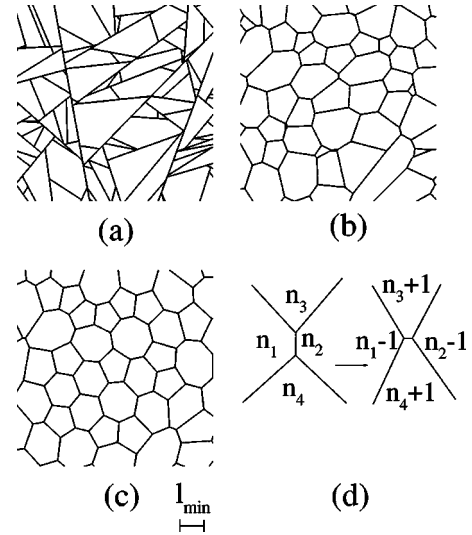 (a)
(b)
n₃
n₁ n₂
n₄
n₃+1
n₁-1 n₂-1
n₄+1
(c)
l_min
(d)